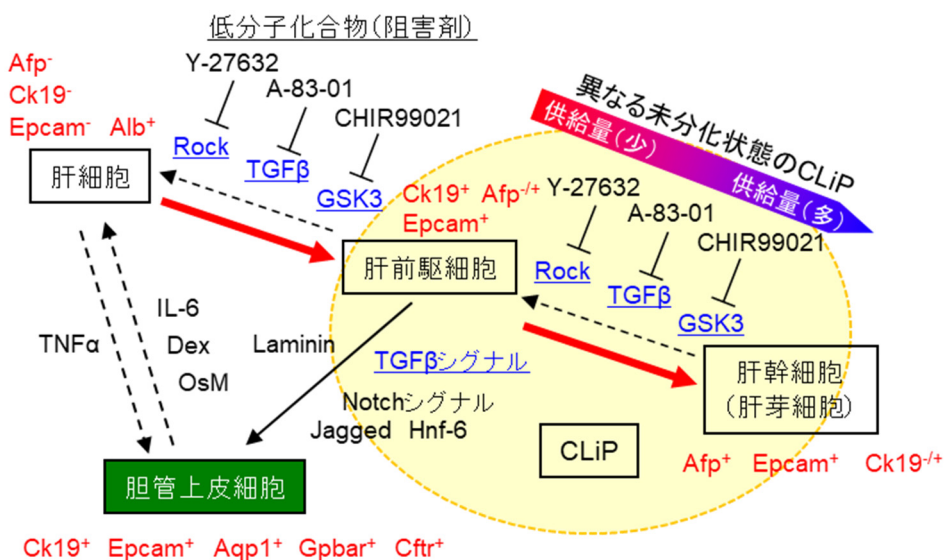 低分子化合物(阻害剤)
Y-27632
A-83-01
CHIR99021
Afp-
Ck19-
Epcam- Alb+
Rock
TGFβ
GSK3
肝細胞
異なる未分化状態のCLiP
供給量(少)
供給量(多)
Ck19+ Afp-/+
Epcam+
Y-27632
A-83-01
CHIR99021
肝前駆細胞
Rock
TGFβ
GSK3
TNFα
IL-6
Dex
OsM
Laminin
TGFβシグナル
Notchシグナル
Jagged Hnf-6
肝幹細胞
(肝芽細胞)
CLiP
Afp+ Epcam+ Ck19-/+
胆管上皮細胞
Ck19+ Epcam+ Aqp1+ Gpbar+ Cftr+